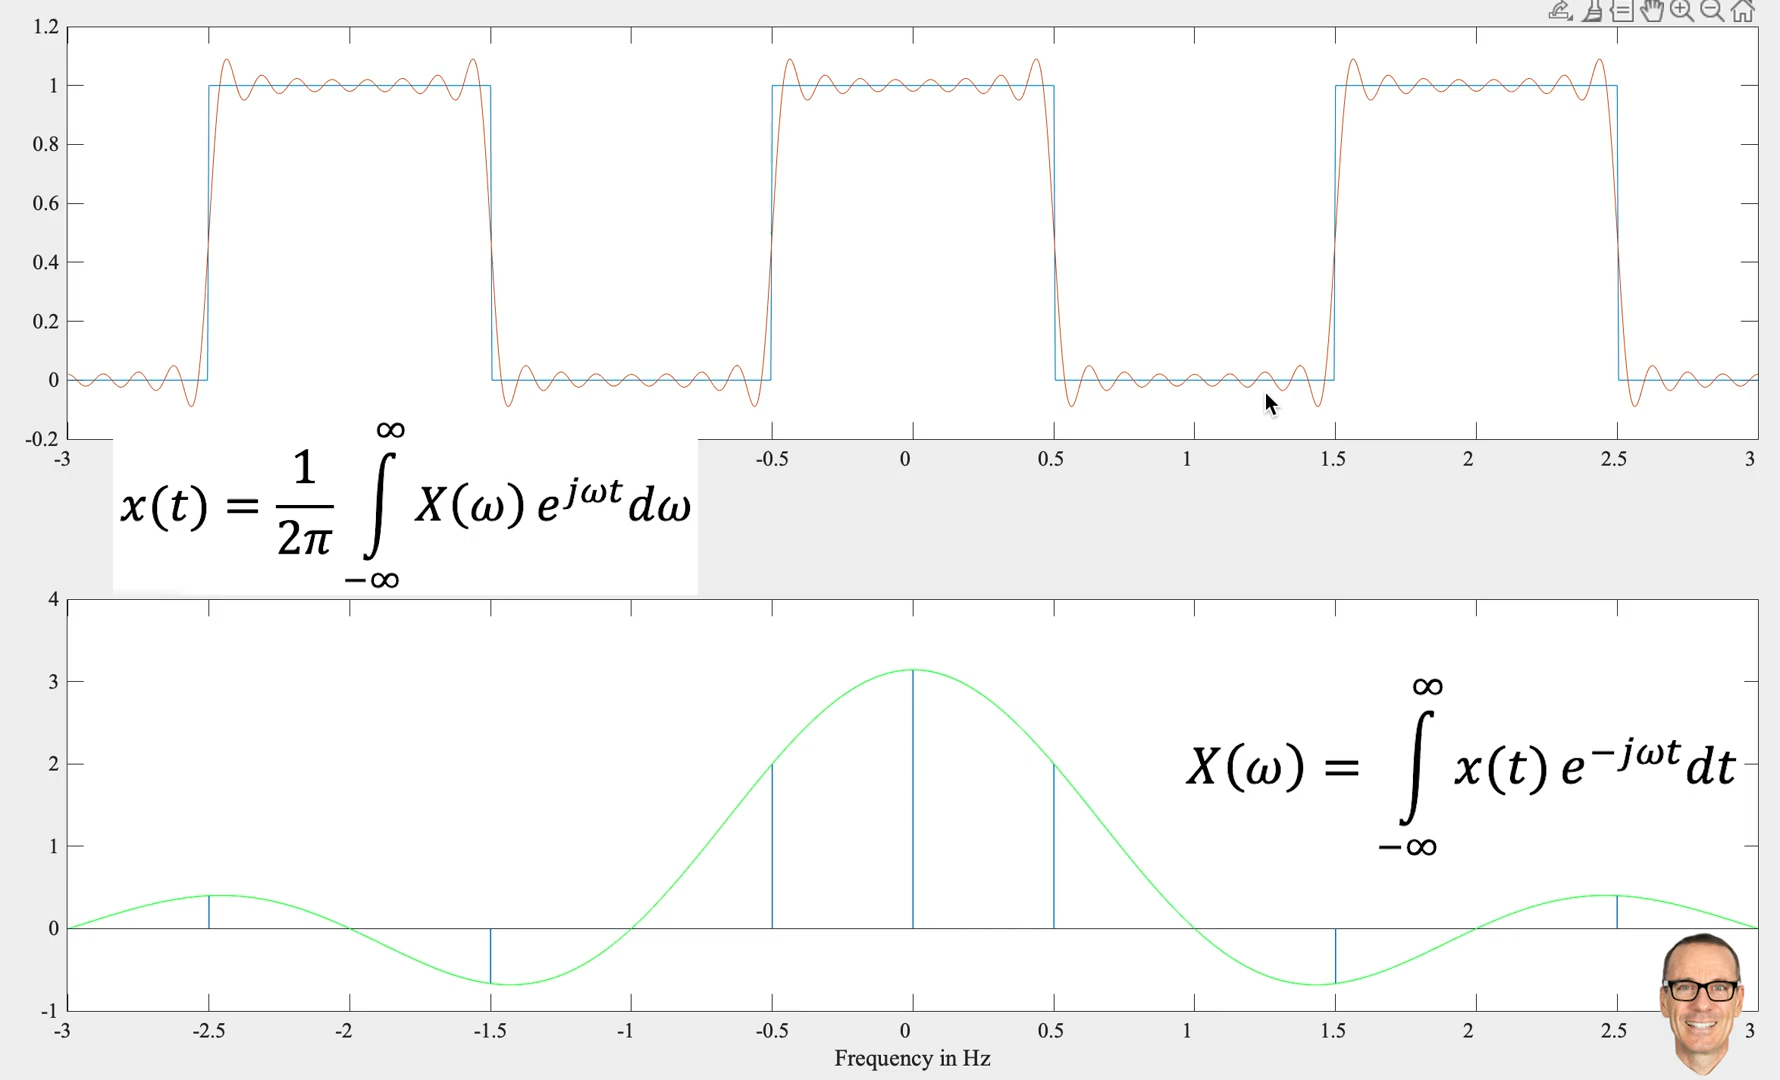 1.2
1
0.8
0.6
0.4
0.2
0
-0.2
-3 -0.5 0 0.5 1 1.5 2 2.5 3
x(t) = \frac{1}{2π} \int_{-∞}^{∞} X(ω) e^{jωt} dω
4
3
2
1
0
-1
X(ω) = \int_{-∞}^{∞} x(t) e^{-jωt} dt
-3 -2.5 -2 -1.5 -1 -0.5 0 0.5 1 1.5 2 2.5 3
Frequency in Hz